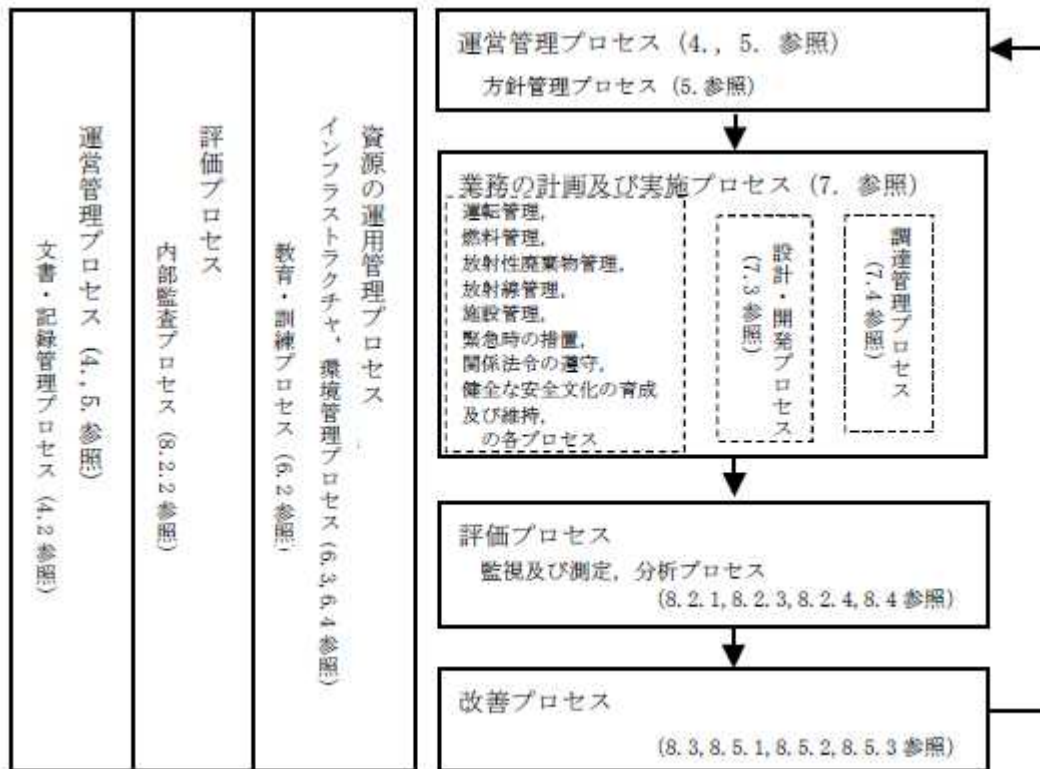 運営管理プロセス (4., 5. 参照)
文書・記録管理プロセス (4.2 参照)
評価プロセス
内部監査プロセス (8.2.2 参照)
資源の運用管理プロセス
インフラストラクチャ, 環境管理プロセス (6.3,6.4 参照)
教育・訓練プロセス (6.2 参照)
運営管理プロセス (4., 5. 参照)
方針管理プロセス (5.参照)
業務の計画及び実施プロセス (7. 参照)
運転管理,
燃料管理,
放射性廃棄物管理,
放射線管理,
施設管理,
緊急時の措置,
関係法令の遵守,
健全な安全文化の育成
及び維持,
の各プロセス
設計・開発プロセス
(7.3 参照)
調達管理プロセス
(7.4 参照)
評価プロセス
監視及び測定, 分析プロセス
(8.2.1,8.2.3,8.2.4,8.4 参照)
改善プロセス
(8.3,8.5.1,8.5.2,8.5.3 参照)